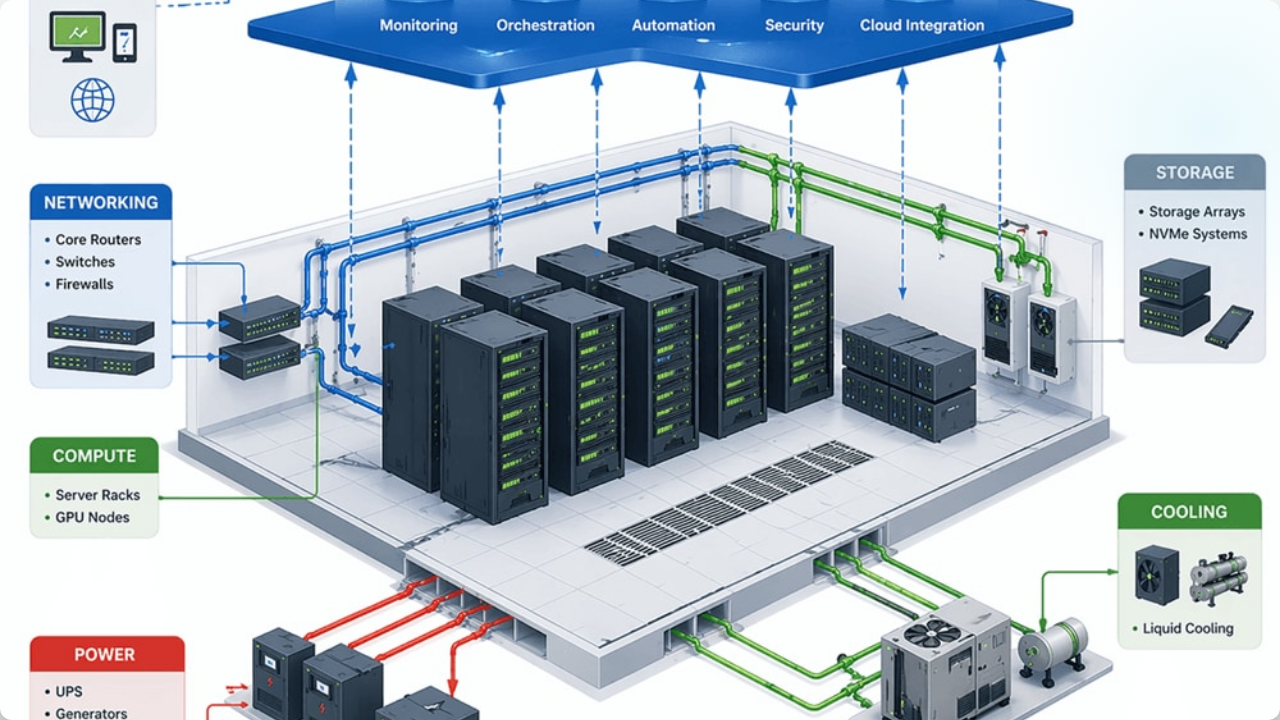 Monitoring Orchestration Automation Security Cloud Integration
NETWORKING
• Core Routers
• Switches
• Firewalls
STORAGE
• Storage Arrays
• NVMe Systems
COMPUTE
• Server Racks
• GPU Nodes
COOLING
• Liquid Cooling
POWER
• UPS
• Generators